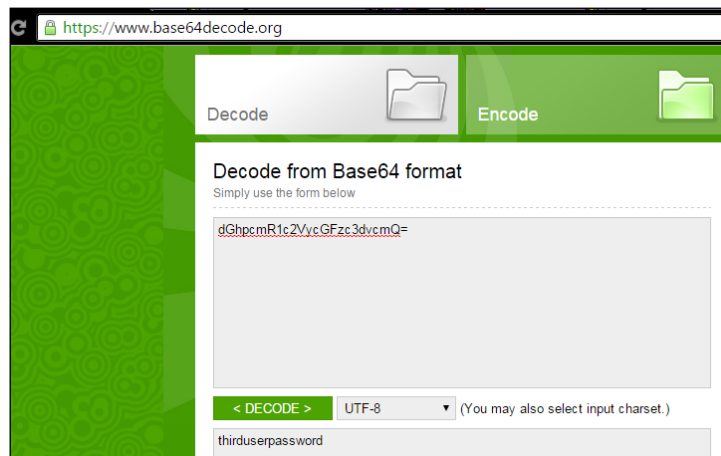 https://www.base64decode.org
Decode
Encode
Decode from Base64 format
Simply use the form below
dGhpcmR1c2VycGFzc3dvcmQ=
< DECODE > UTF-8 (You may also select input charset.)
thirduserpassword